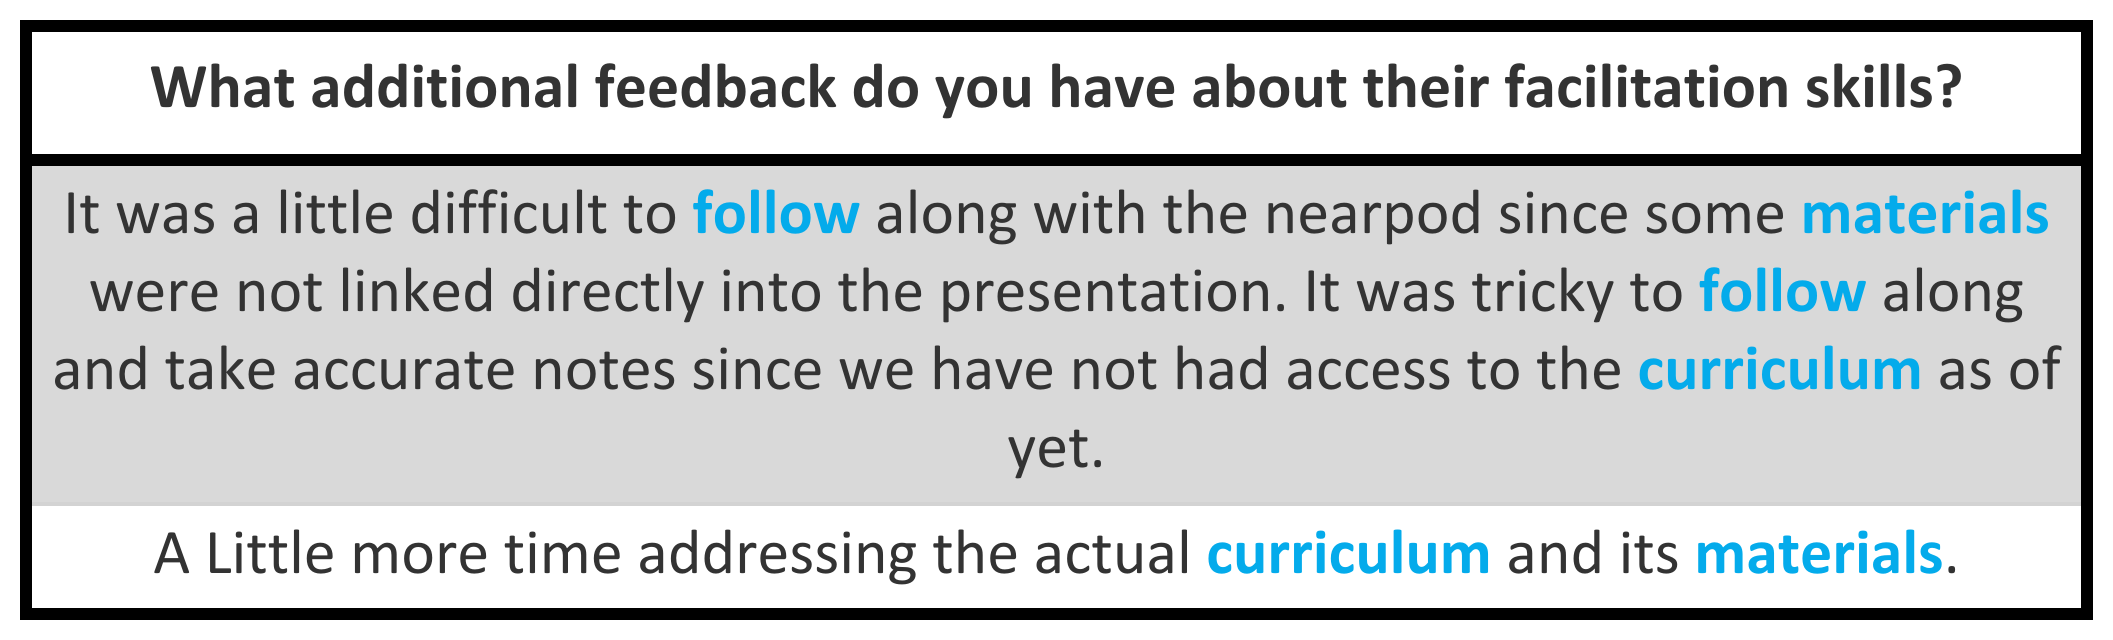 What additional feedback do you have about their facilitation skills?
It was a little difficult to follow along with the nearpod since some materials
were not linked directly into the presentation. It was tricky to follow along
and take accurate notes since we have not had access to the curriculum as of
yet.
A Little more time addressing the actual curriculum and its materials.